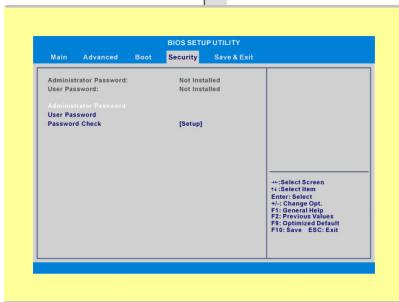 BIOS SETUP UTILITY
Main Advanced Boot Security Save & Exit
Administrator Password: Not Installed
User Password: Not Installed
Administrator Password
User Password
Password Check [Setup]
→←:Select Screen
↑↓:Select Item
Enter: Select
+/-: Change Opt.
F1: General Help
F2: Previous Values
F9: Optimized Default
F10: Save ESC: Exit